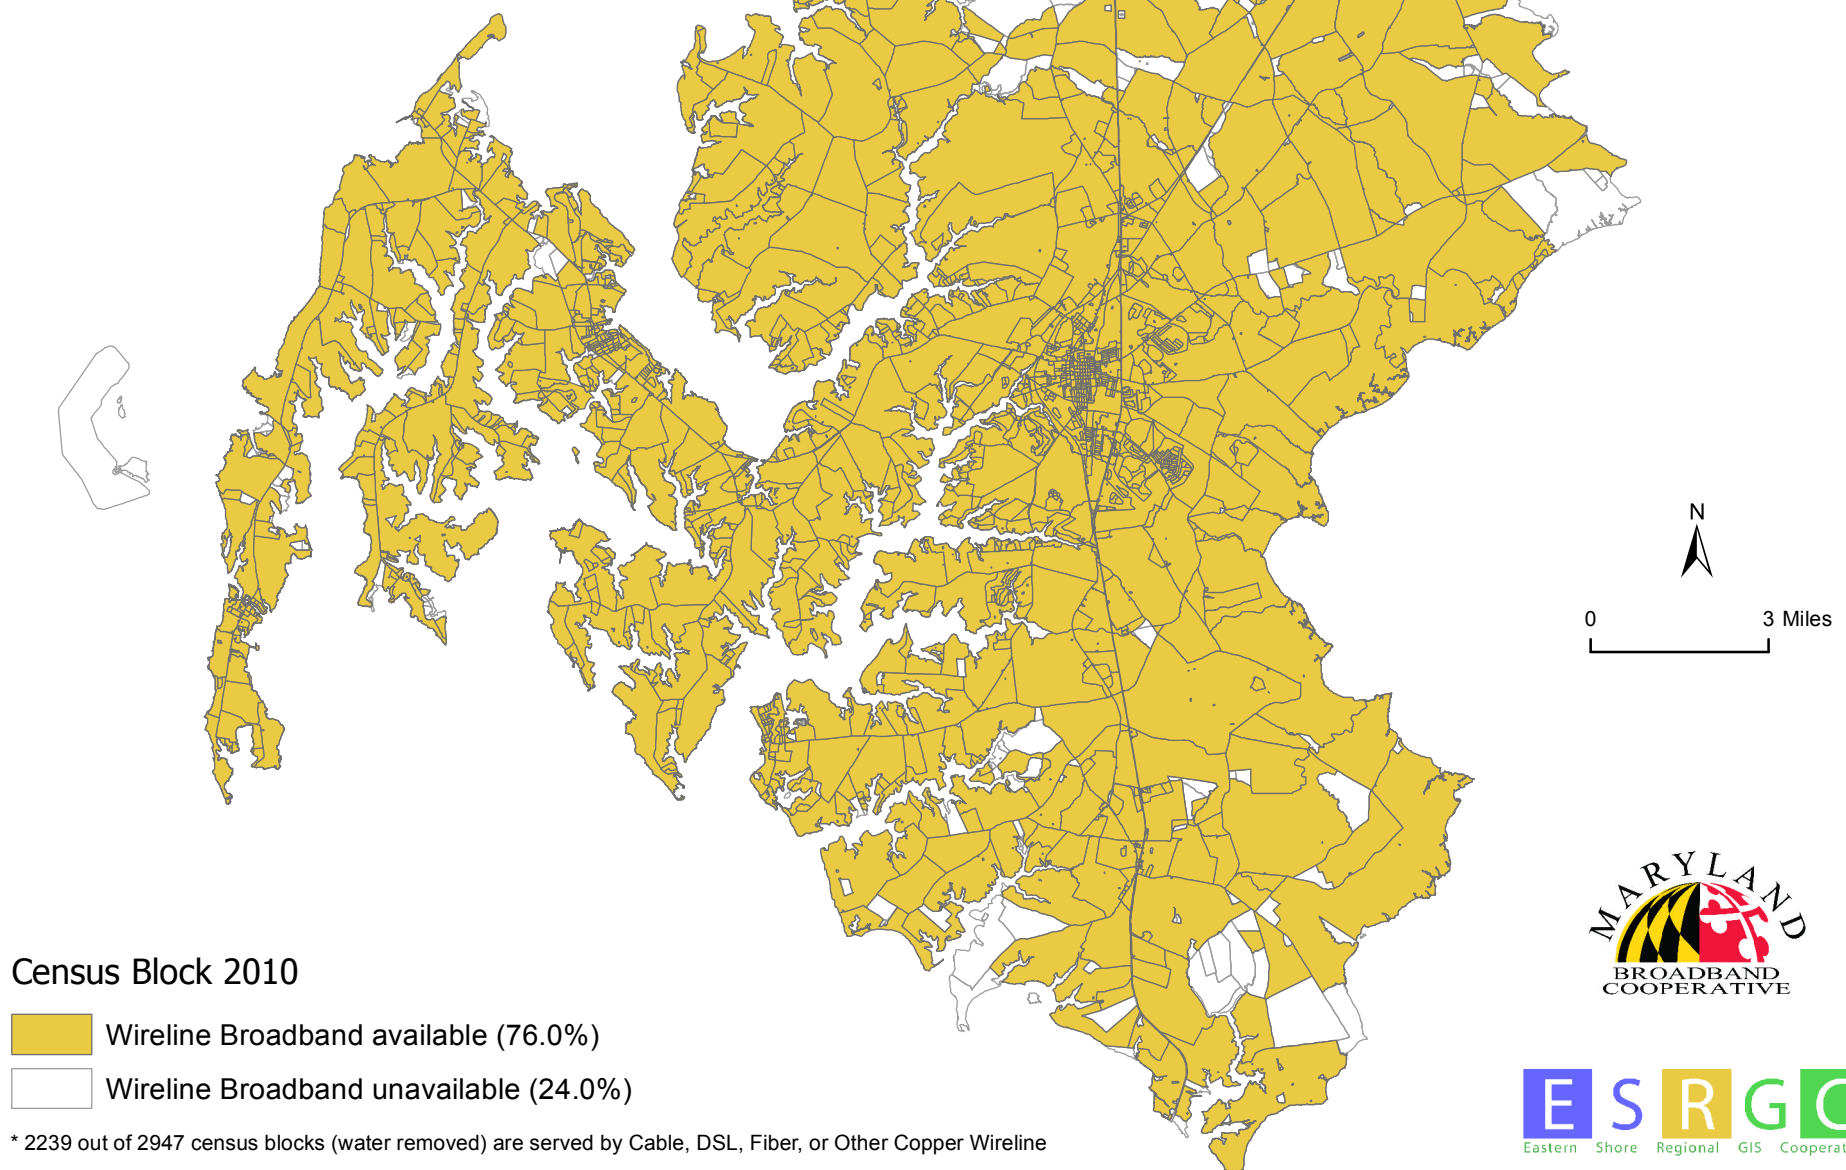 N
0 3 Miles
MARYLAND
BROADBAND
COOPERATIVE
Census Block 2010
Wireline Broadband available (76.0%)
Wireline Broadband unavailable (24.0%)
* 2239 out of 2947 census blocks (water removed) are served by Cable, DSL, Fiber, or Other Copper Wireline
E S R G C
Eastern Shore Regional GIS Cooperat